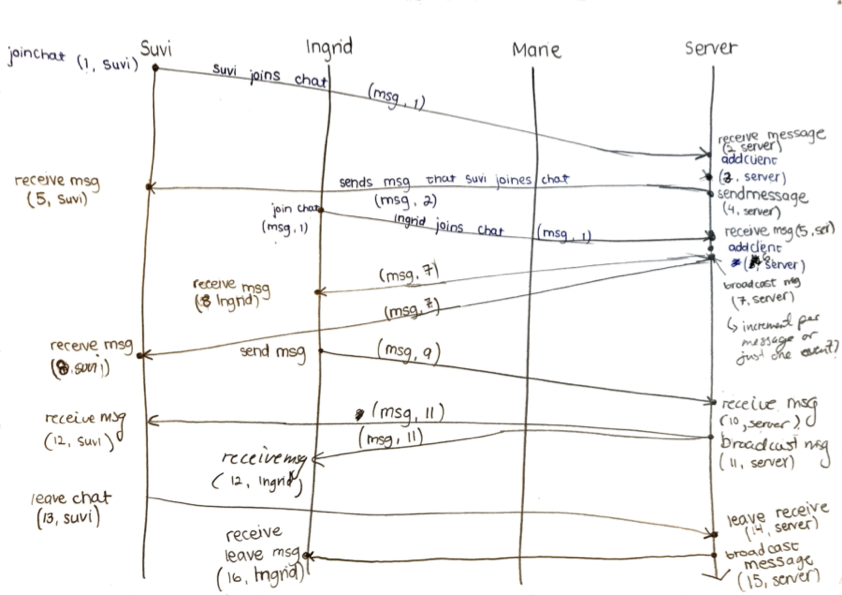 Suvi
Ingrid
Marie
Server
joinchat (1, Suvi)
suvi joins chat
(msg, 1)
receive message
(2, server)
addclient
(3, server)
receive msg
(5, suvi)
sends msg that suvi joines chat
(msg, 2)
sendmessage
(4, server)
join chat
(msg, 1)
Ingrid joins chat
(msg, 1)
receive msg (5, ser)
addclient
server)
(msg, 7)
receive msg
(8 Ingrid)
broadcast msg
(7, server)
(msg, 7)
↳ increment per
message or
just one event?
receive msg
(8, suvi)
send msg
(msg, 9)
receive msg
(10, server)
receive msg
(12, suvi)
(msg, 11)
(msg, 11)
broadcast msg
(11, server)
receivemsg
(12, Ingrid)
leave chat
(13, suvi)
leave receive
(14, server)
receive
leave msg
(16, Ingrid)
broadcast
message
(15, server)